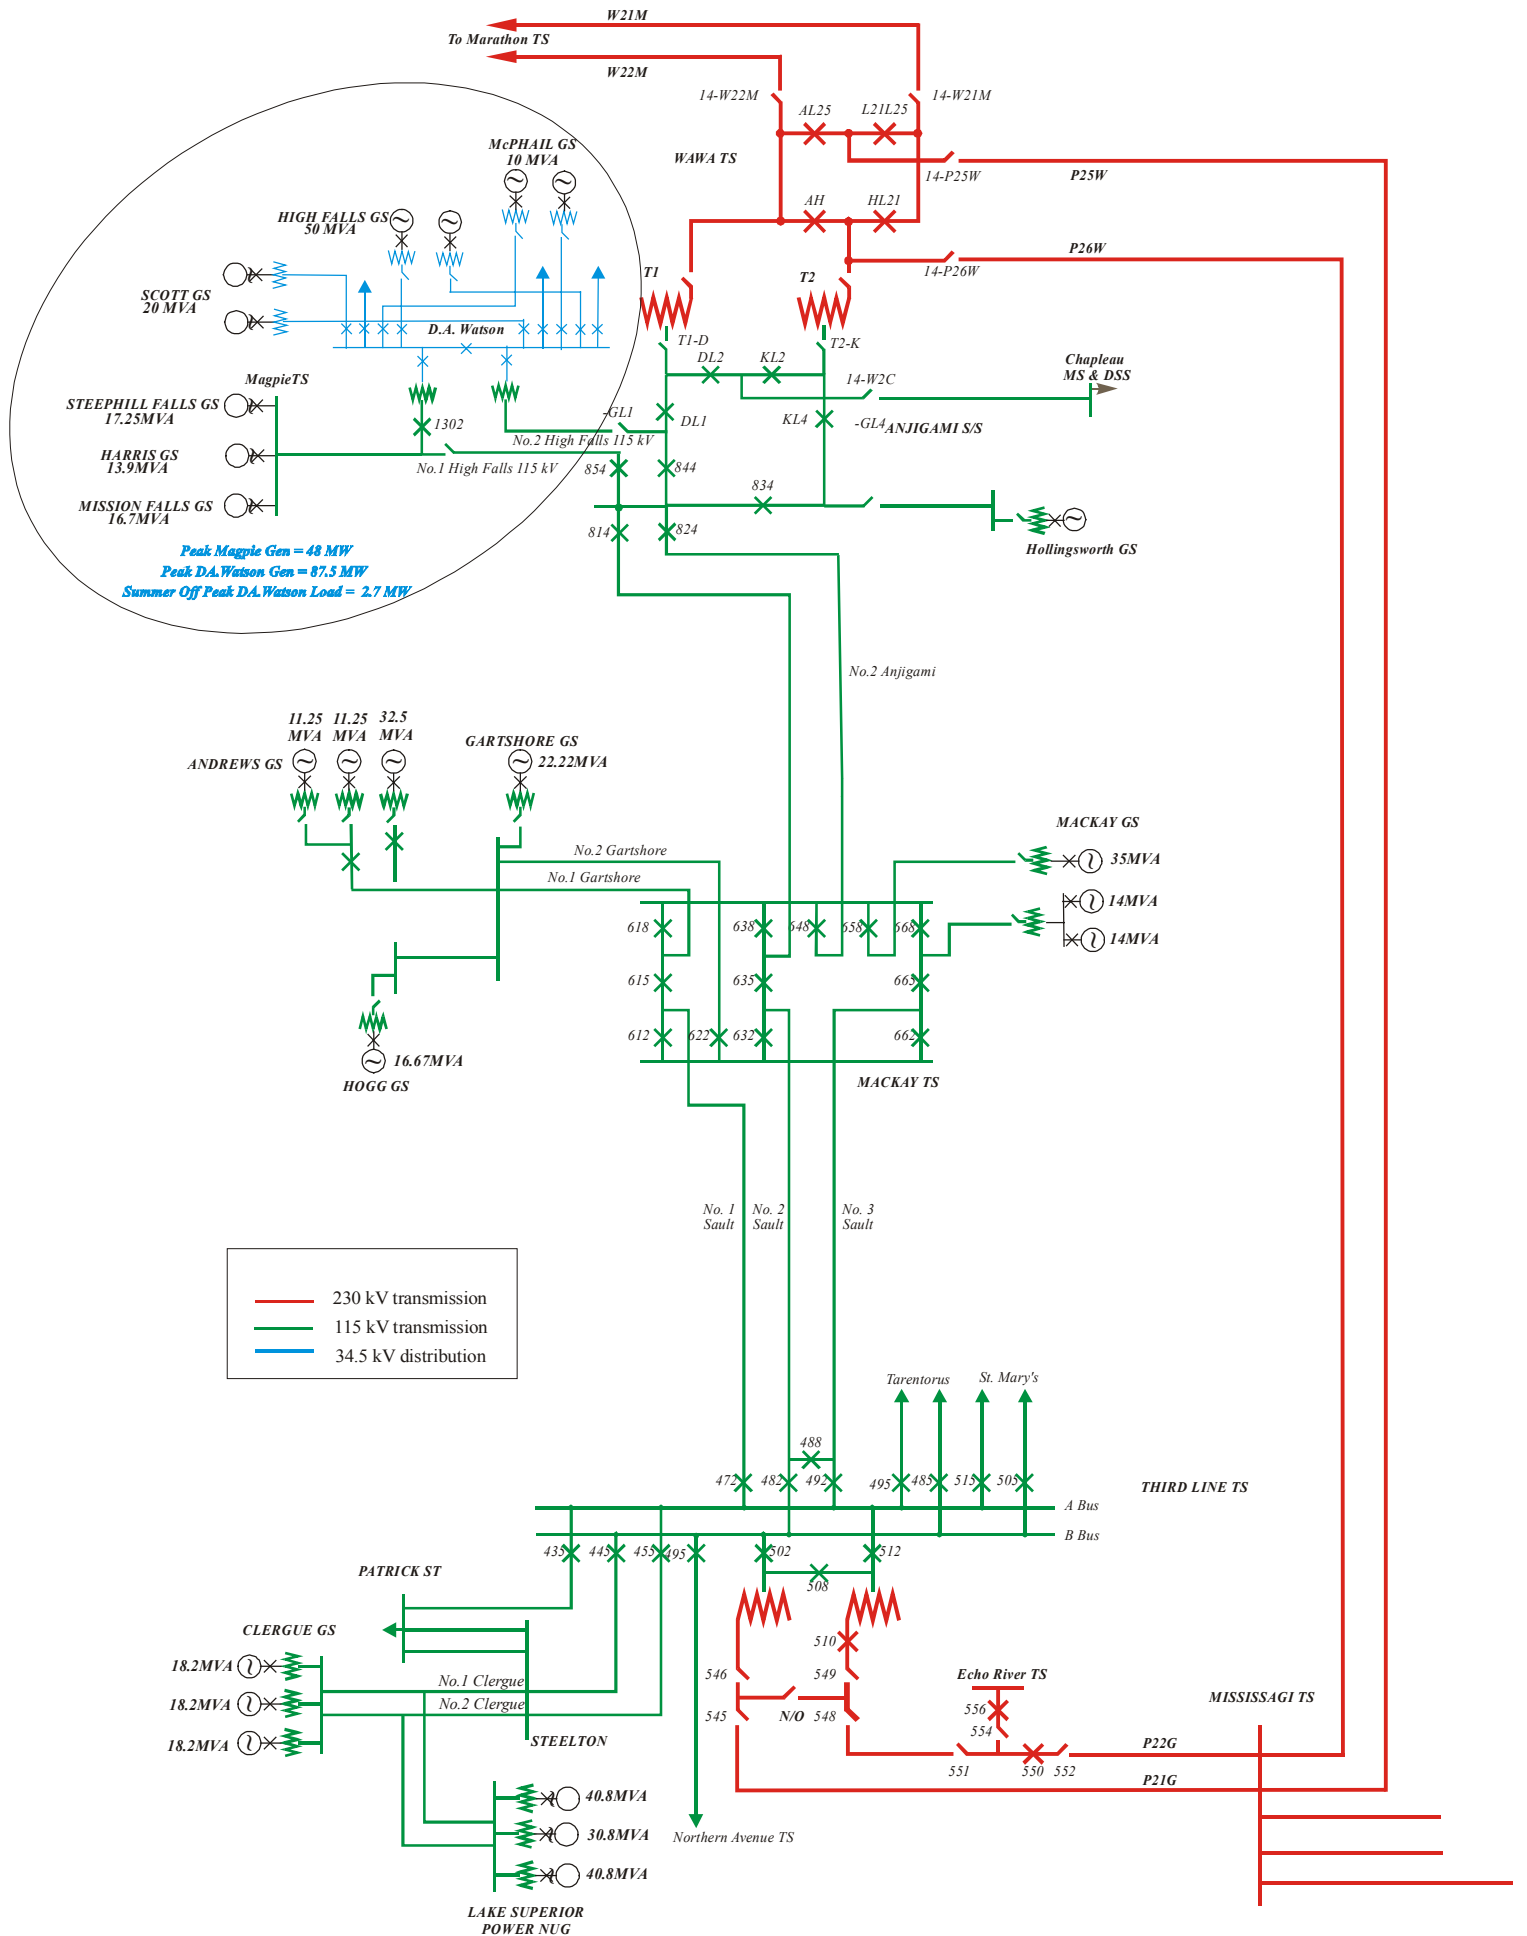 W21M
To Marathon TS
W22M
14-W22M
14-W21M
AL25
L21L25
WAWA TS
14-P25W
P25W
AH
HL21
P26W
14-P26W
T1
T2
McPHAIL GS
10 MVA
HIGH FALLS GS
50 MVA
SCOTT GS
20 MVA
D.A. Watson
T1-D
T2-K
DL2
KL2
Chapleau
MS & DSS
14-W2C
MagpieTS
STEEPHILL FALLS GS
17.25MVA
1302
-GL1
DL1
KL4
-GL4
ANJIGAMI S/S
No.2 High Falls 115 kV
HARRIS GS
13.9MVA
No.1 High Falls 115 kV
854
844
834
MISSION FALLS GS
16.7MVA
814
824
Hollingsworth GS
Peak Magpie Gen = 48 MW
Peak DA.Watson Gen = 87.5 MW
Summer Off Peak DA.Watson Load = 2.7 MW
No.2 Anjigami
11.25
MVA
11.25
MVA
32.5
MVA
ANDREWS GS
GARTSHORE GS
22.22MVA
MACKAY GS
35MVA
No.2 Gartshore
No.1 Gartshore
14MVA
14MVA
618
638
648
658
668
615
635
665
612
622
632
662
16.67MVA
HOGG GS
MACKAY TS
No. 1
Sault
No. 2
Sault
No. 3
Sault
230 kV transmission
115 kV transmission
34.5 kV distribution
Tarentorus
St. Mary's
488
472
482
492
495
485
515
505
THIRD LINE TS
A Bus
B Bus
435
445
455
495
502
512
508
PATRICK ST
CLERGUE GS
18.2MVA
18.2MVA
18.2MVA
No.1 Clergue
No.2 Clergue
STEELTON
510
546
549
545
N/O
548
Echo River TS
556
554
551
550
552
MISSISSAGI TS
P22G
P21G
40.8MVA
30.8MVA
40.8MVA
Northern Avenue TS
LAKE SUPERIOR
POWER NUG